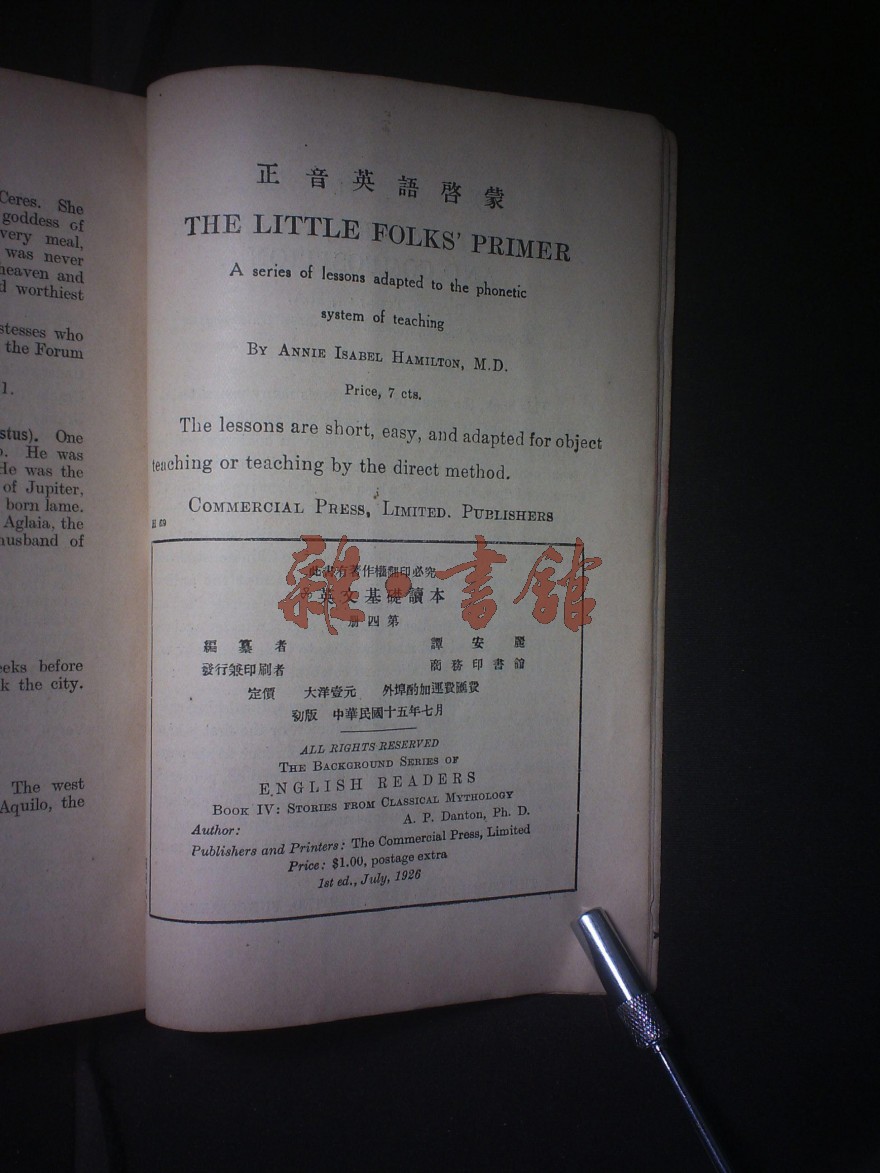 Ceres. She
goddess of
very meal,
was never
heaven and
d worthiest
stesses who
the Forum
1.
stus). One
He was
He was the
of Jupiter,
born lame.
Aglaia, the
husband of
eeks before
k the city.
The west
Aquilo, the
正音英語啓蒙
THE LITTLE FOLKS' PRIMER
A series of lessons adapted to the phonetic
system of teaching
BY ANNIE ISABEL HAMILTON, M.D.
Price, 7 cts.
The lessons are short, easy, and adapted for object
teaching or teaching by the direct method.
COMMERCIAL PRESS, LIMITED. PUBLISHERS
此書有著作權翻印必究
英文基礎讀本
冊四第
編纂者 譚安麗
發行兼印刷者 商務印書館
定價 大洋壹元 外埠酌加運費匯費
初版 中華民國十五年七月
ALL RIGHTS RESERVED
THE BACKGROUND SERIES OF
ENGLISH READERS
BOOK IV: STORIES FROM CLASSICAL MYTHOLOGY
Author: A. P. Danton, Ph. D.
Publishers and Printers: The Commercial Press, Limited
Price: $1.00, postage extra
1st ed., July, 1926
雜·書館